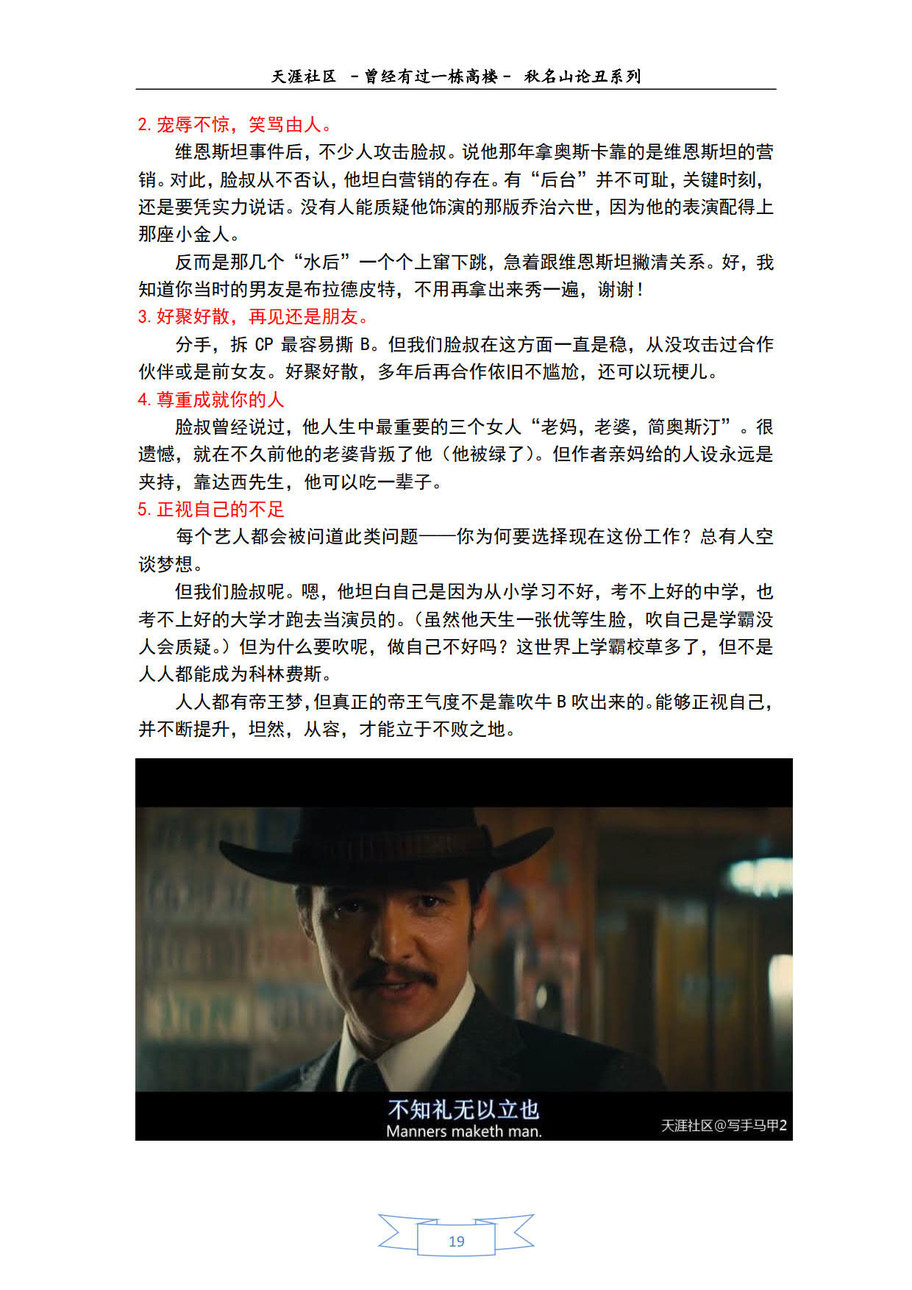 天涯社区 -曾经有过一栋高楼- 秋名山论丑系列
2.宠辱不惊，笑骂由人。
维恩斯坦事件后，不少人攻击脸叔。说他那年拿奥斯卡靠的是维恩斯坦的营
销。对此，脸叔从不否认，他坦白营销的存在。有“后台”并不可耻，关键时刻，
还是要凭实力说话。没有人能质疑他饰演的那版乔治六世，因为他的表演配得上
那座小金人。
反而是那几个“水后”一个个上窜下跳，急着跟维恩斯坦撇清关系。好，我
知道你当时的男友是布拉德皮特，不用再拿出来秀一遍，谢谢！
3.好聚好散，再见还是朋友。
分手，拆 CP 最容易撕 B。但我们脸叔在这方面一直是稳，从没攻击过合作
伙伴或是前女友。好聚好散，多年后再合作依旧不尴尬，还可以玩梗儿。
4.尊重成就你的人
脸叔曾经说过，他人生中最重要的三个女人“老妈，老婆，简奥斯汀”。很
遗憾，就在不久前他的老婆背叛了他（他被绿了）。但作者亲妈给的人设永远是
夹持，靠达西先生，他可以吃一辈子。
5.正视自己的不足
每个艺人都会被问道此类问题——你为何要选择现在这份工作？总有人空
谈梦想。
但我们脸叔呢。嗯，他坦白自己是因为从小学习不好，考不上好的中学，也
考不上好的大学才跑去当演员的。（虽然他天生一张优等生脸，吹自己是学霸没
人会质疑。）但为什么要吹呢，做自己不好吗？这世界上学霸校草多了，但不是
人人都能成为科林费斯。
人人都有帝王梦，但真正的帝王气度不是靠吹牛 B 吹出来的。能够正视自己，
并不断提升，坦然，从容，才能立于不败之地。
不知礼无以立也
Manners maketh man.
天涯社区@写手马甲2
19